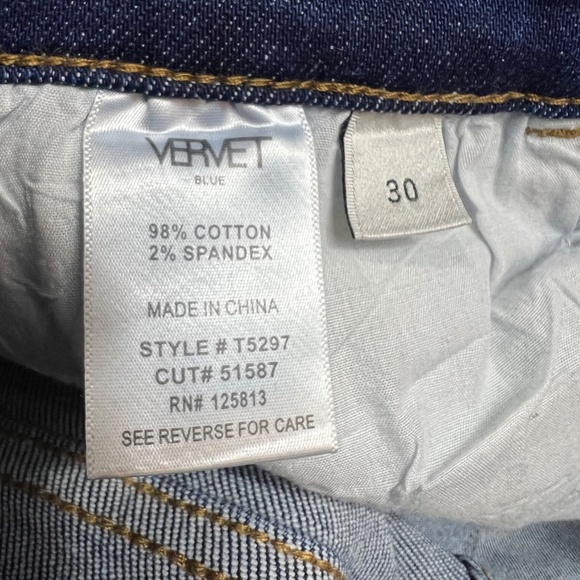 VERVET
BLUE
98% COTTON
2% SPANDEX
MADE IN CHINA
STYLE # T5297
CUT# 51587
RN# 125813
SEE REVERSE FOR CARE
30